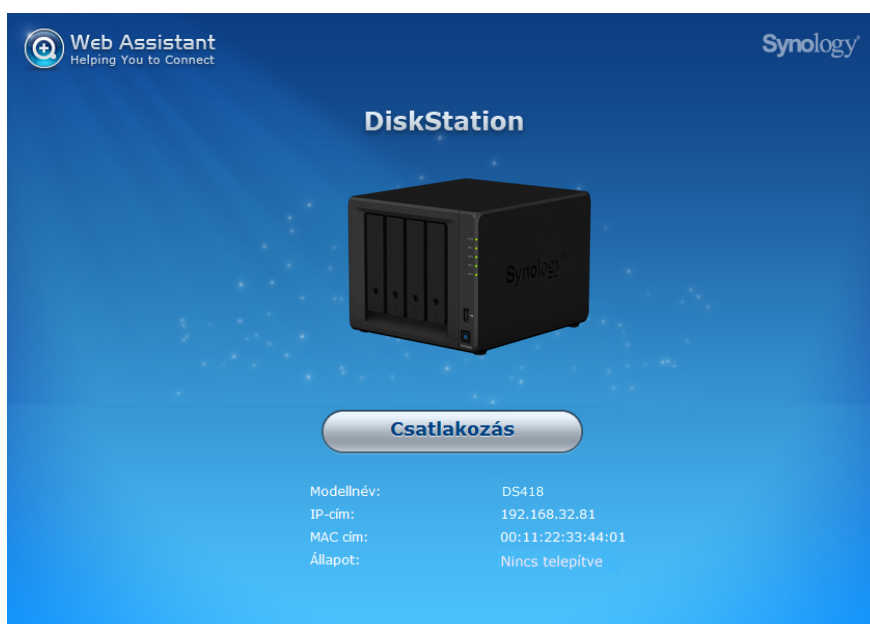 Web Assistant
Helping You to Connect
Synology
DiskStation
Synology
Csatlakozás
Modellnév: DS418
IP-cím: 192.168.32.81
MAC cím: 00:11:22:33:44:01
Állapot: Nincs telepítve